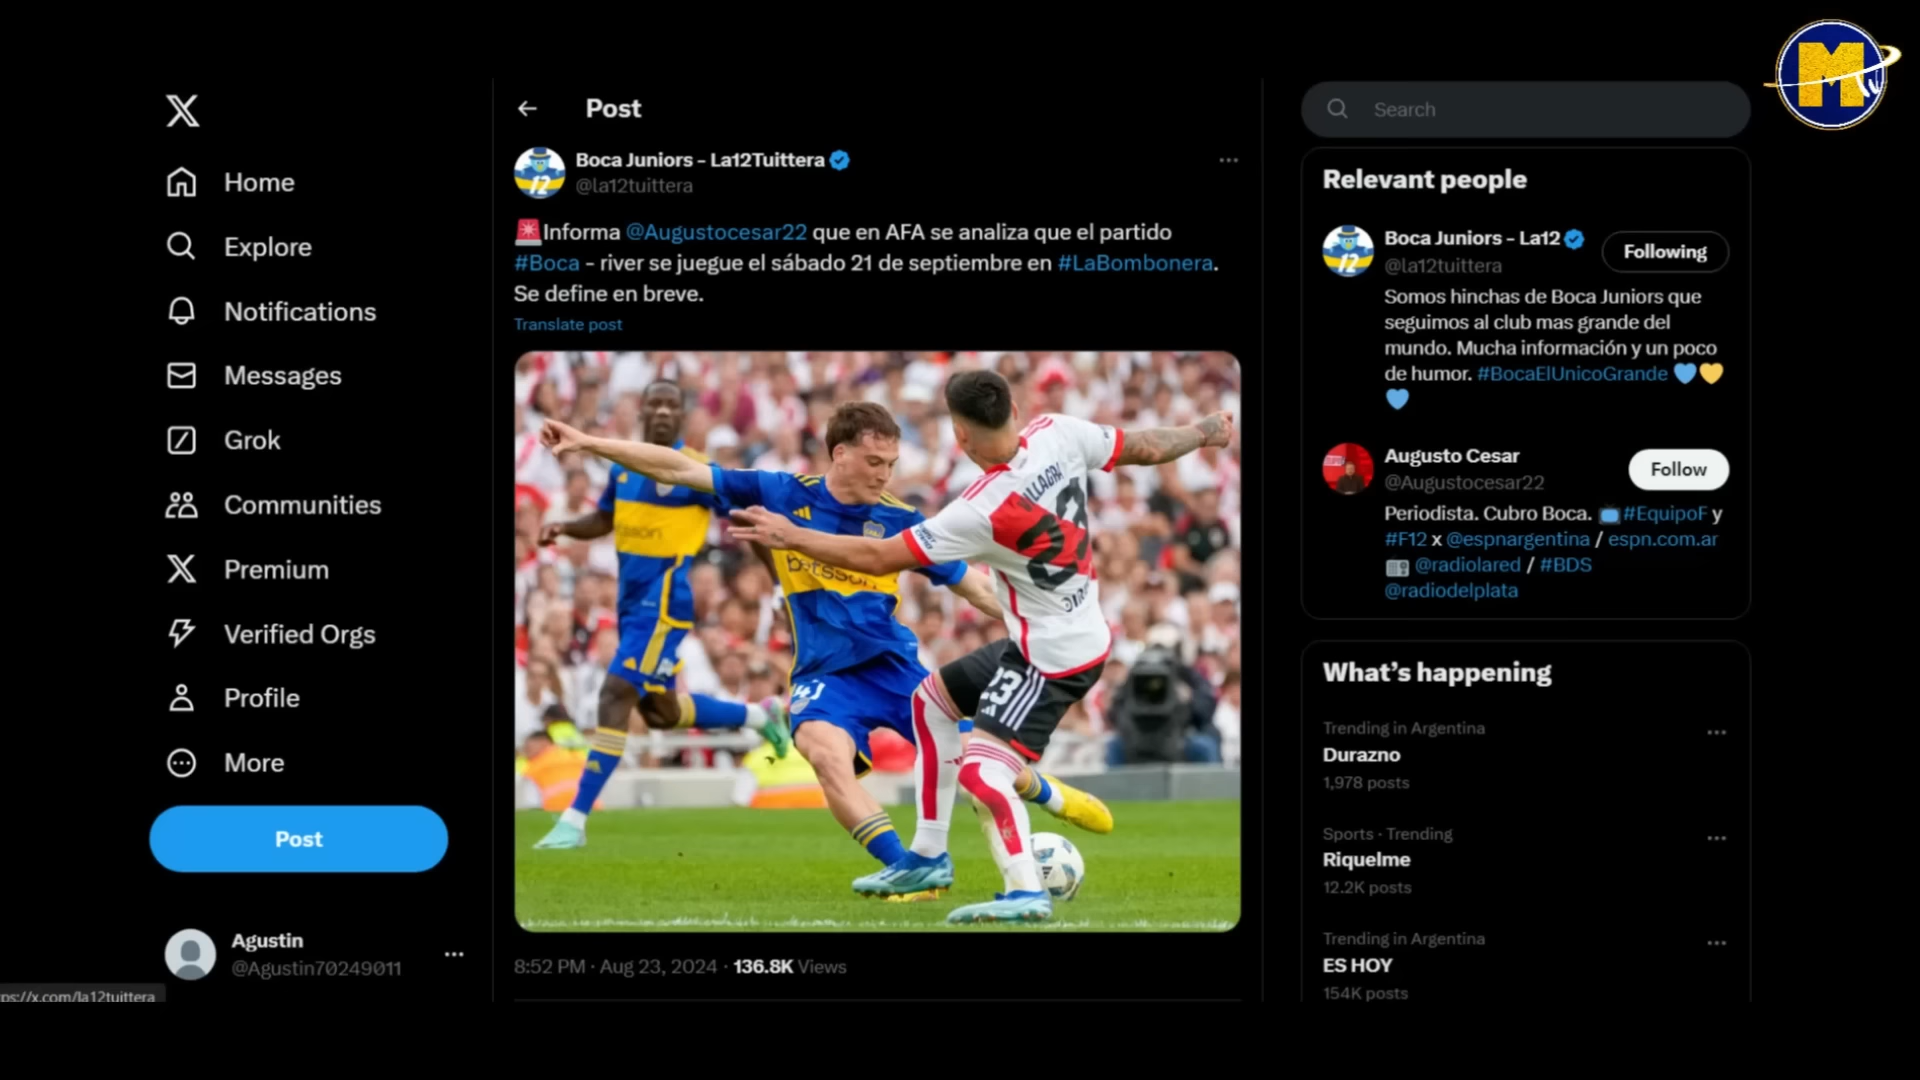 Home
Explore
Notifications
Messages
Grok
Communities
Premium
Verified Orgs
Profile
More
Post
Agustin
@Agustin70249011
ps://x.com/la12tuittera
Post
Boca Juniors - La12Tuittera
@la12tuittera
Informa @Augustocesar22 que en AFA se analiza que el partido
#Boca - river se juegue el sábado 21 de septiembre en #LaBombonera.
Se define en breve.
Translate post
betsson
23
8:52 PM · Aug 23, 2024 · 136.8K Views
Search
Relevant people
Boca Juniors - La12
@la12tuittera
Following
Somos hinchas de Boca Juniors que
seguimos al club mas grande del
mundo. Mucha información y un poco
de humor. #BocaElUnicoGrande
Augusto Cesar
@Augustocesar22
Follow
Periodista. Cubro Boca. #EquipoF y
#F12 x @espnargentina / espn.com.ar
@radiolared / #BDS
@radiodelplata
What's happening
Trending in Argentina
Durazno
1,978 posts
Sports · Trending
Riquelme
12.2K posts
Trending in Argentina
ES HOY
154K posts
M tv